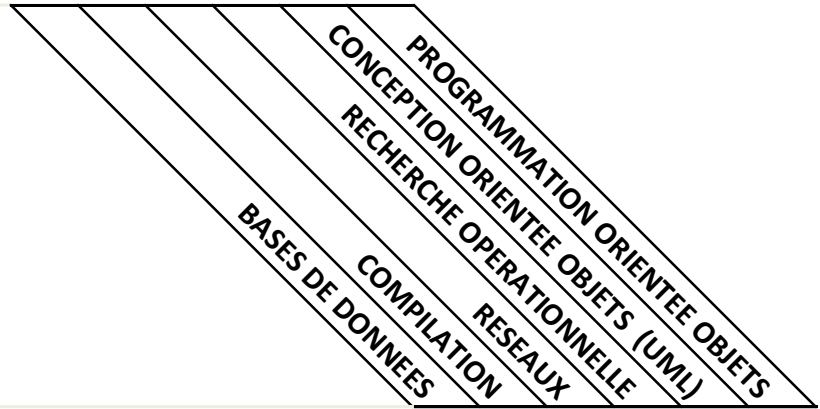 BASES DE DONNEES
COMPILATION
RESEAUX
RECHERCHE OPERATIONNELLE
CONCEPTION ORIENTEE OBJETS (UML)
PROGRAMMATION ORIENTEE OBJETS